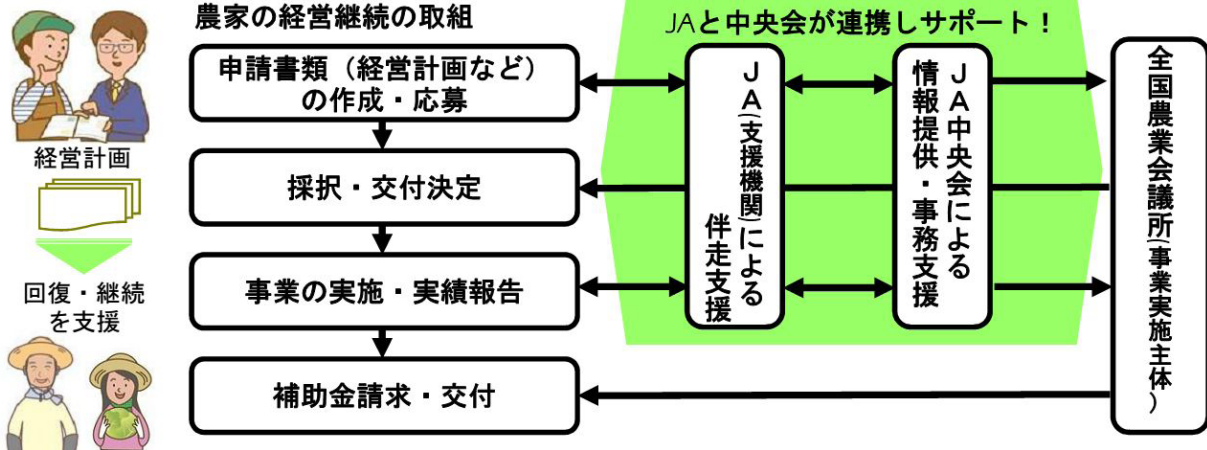 農家の経営継続の取組
JAと中央会が連携しサポート！
経営計画
回復・継続
を支援
申請書類（経営計画など）
の作成・応募
採択・交付決定
事業の実施・実績報告
補助金請求・交付
ＪＡ(支援機関)による
伴走支援
ＪＡ中央会による
情報提供・事務支援
全国農業会議所(事業実施主体)